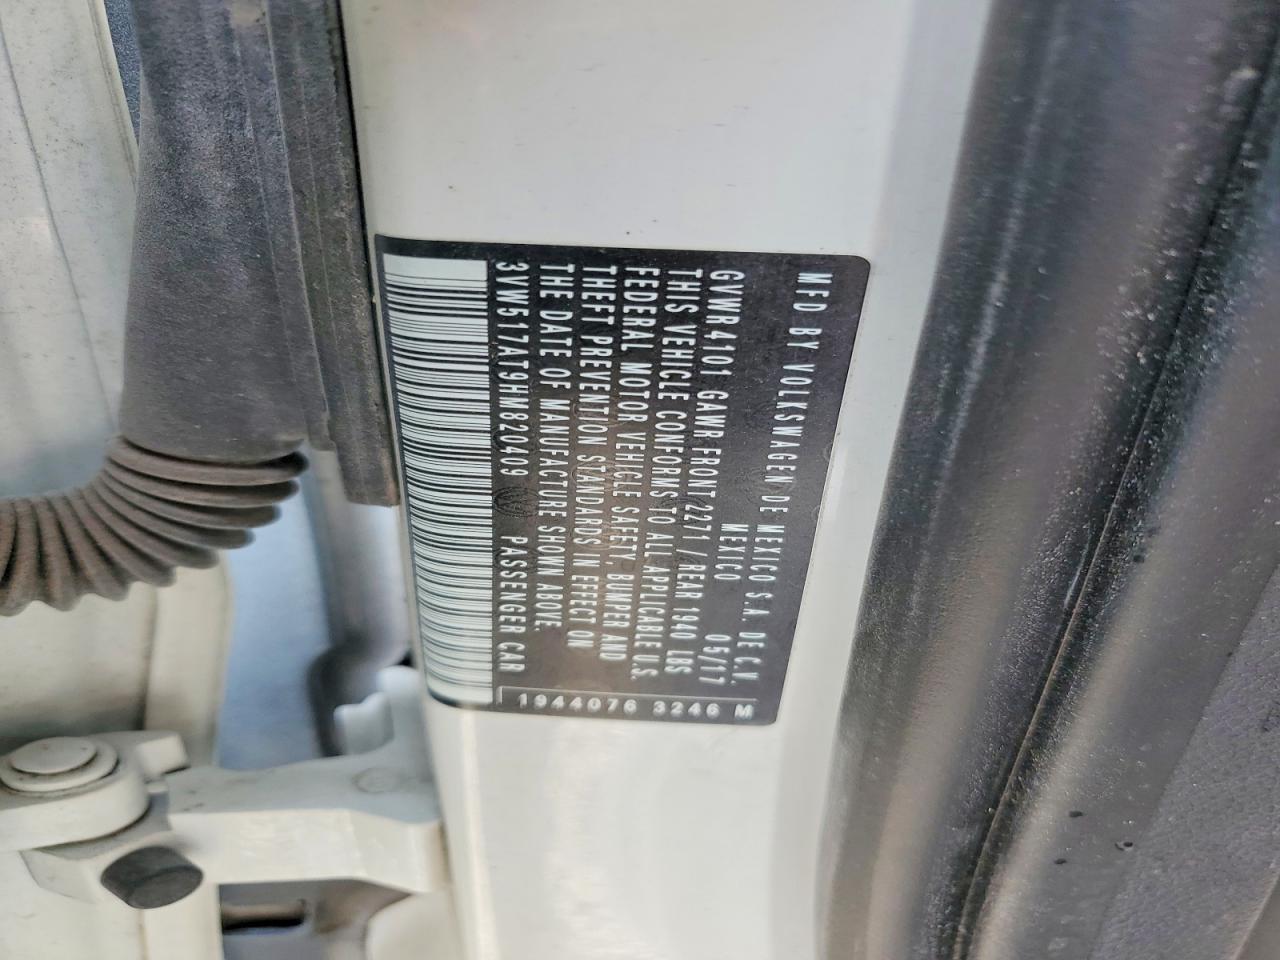 MFD BY VOLKSWAGEN DE MEXICO S.A. DE C.V.
MEXICO 05/17
GVWR4101 GAWR FRONT/2271/REAR 1940 LBS
THIS VEHICLE CONFORMS TO ALL APPLICABLE U.S.
FEDERAL MOTOR VEHICLE SAFETY, BUMPER AND
THEFT PREVENTION STANDARDS IN EFFECT ON
THE DATE OF MANUFACTURE SHOWN ABOVE.
3VW517AT9HM820409 PASSENGER CAR
1944076 3246 M